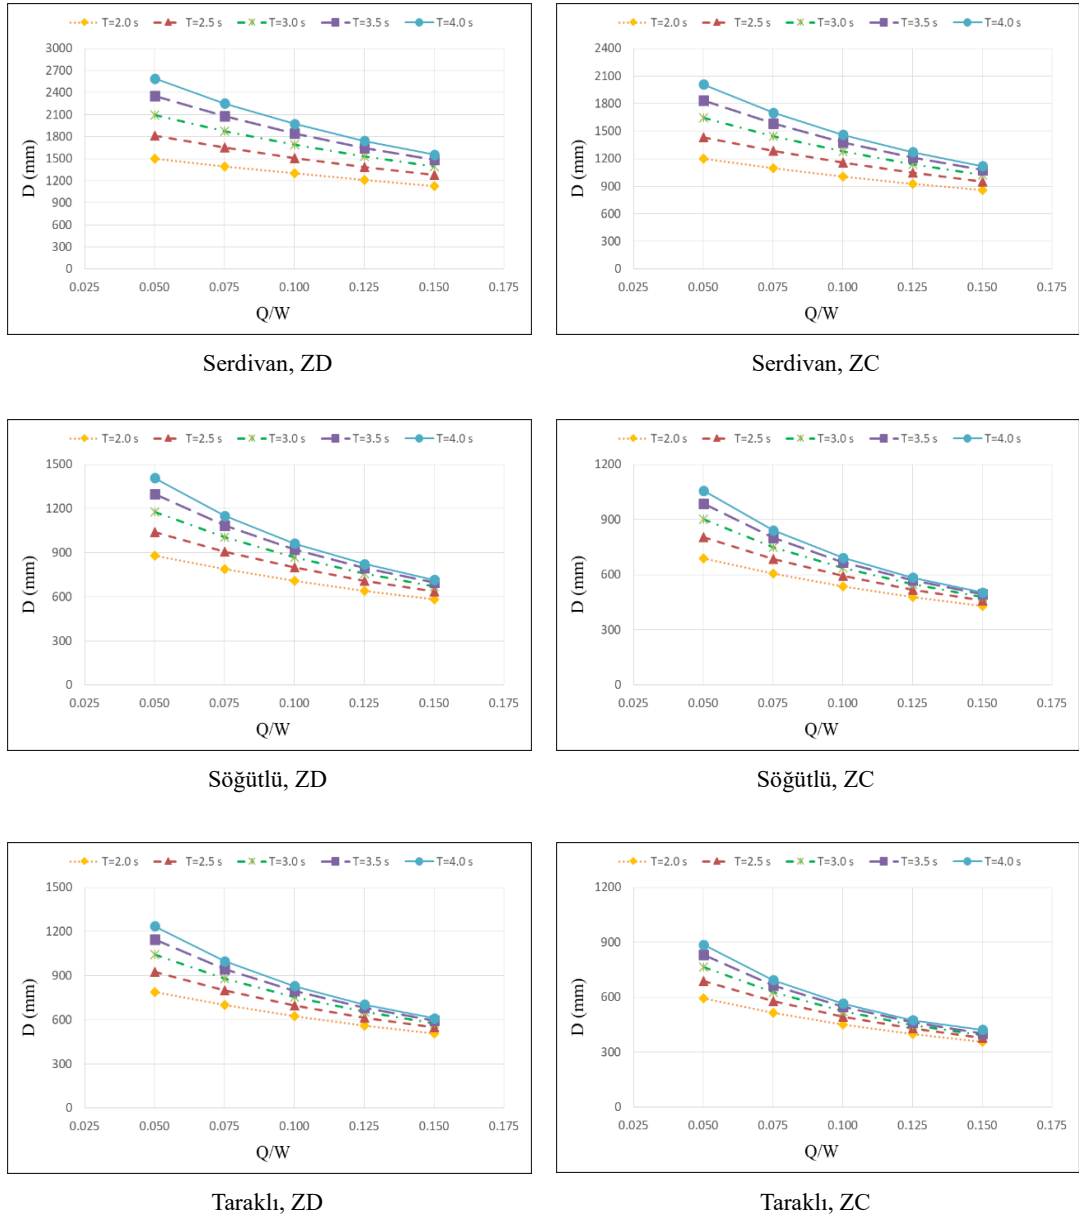 T=2.0 s T=2.5 s T=3.0 s T=3.5 s T=4.0 s
3000
2700
2400
2100
1800
1500
1200
900
600
300
0
D (mm)
0.025 0.050 0.075 0.100 0.125 0.150 0.175
Q/W
Serdivan, ZD
T=2.0 s T=2.5 s T=3.0 s T=3.5 s T=4.0 s
2400
2100
1800
1500
1200
900
600
300
0
D (mm)
0.025 0.050 0.075 0.100 0.125 0.150 0.175
Q/W
Serdivan, ZC
T=2.0 s T=2.5 s T=3.0 s T=3.5 s T=4.0 s
1500
1200
900
600
300
0
D (mm)
0.025 0.050 0.075 0.100 0.125 0.150 0.175
Q/W
Söğütlü, ZD
T=2.0 s T=2.5 s T=3.0 s T=3.5 s T=4.0 s
1200
900
600
300
0
D (mm)
0.025 0.050 0.075 0.100 0.125 0.150 0.175
Q/W
Söğütlü, ZC
T=2.0 s T=2.5 s T=3.0 s T=3.5 s T=4.0 s
1500
1200
900
600
300
0
D (mm)
0.025 0.050 0.075 0.100 0.125 0.150 0.175
Q/W
Taraklı, ZD
T=2.0 s T=2.5 s T=3.0 s T=3.5 s T=4.0 s
1200
900
600
300
0
D (mm)
0.025 0.050 0.075 0.100 0.125 0.150 0.175
Q/W
Taraklı, ZC